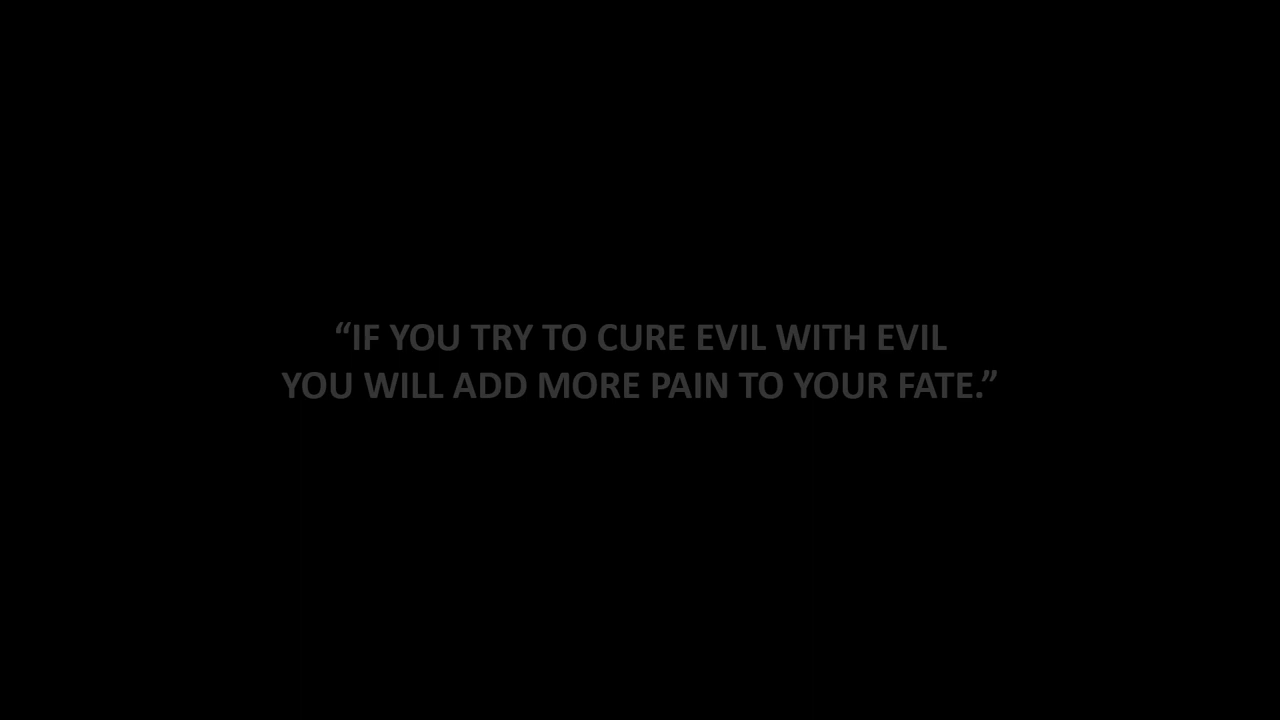 “IF YOU TRY TO CURE EVIL WITH EVIL
YOU WILL ADD MORE PAIN TO YOUR FATE.”